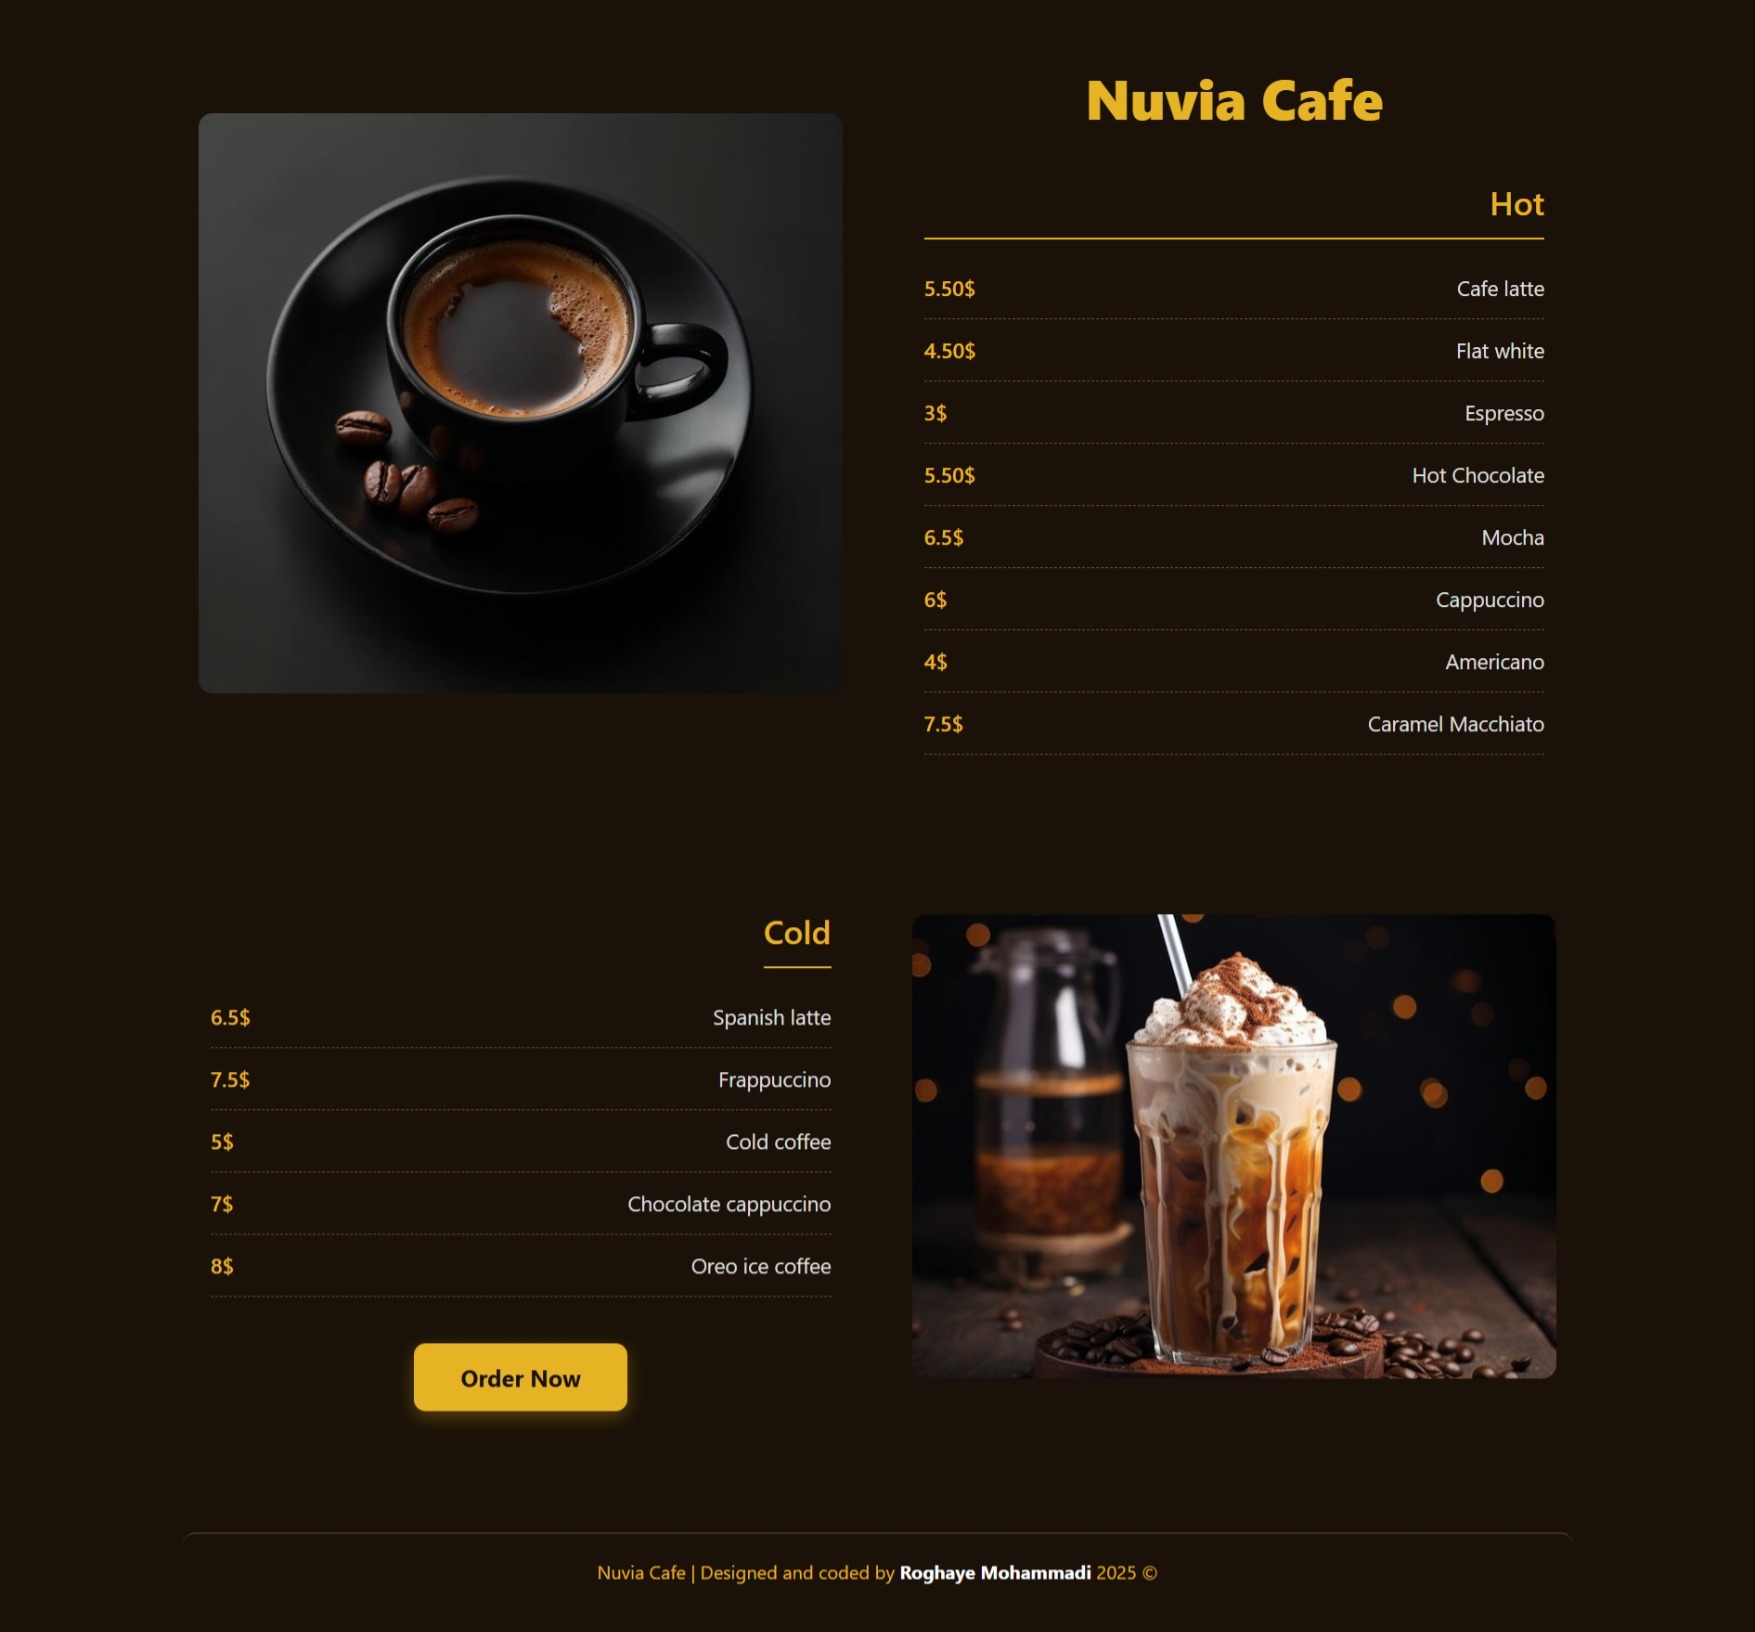 Nuvia Cafe
Hot
5.50$ Cafe latte
4.50$ Flat white
3$ Espresso
5.50$ Hot Chocolate
6.5$ Mocha
6$ Cappuccino
4$ Americano
7.5$ Caramel Macchiato
Cold
6.5$ Spanish latte
7.5$ Frappuccino
5$ Cold coffee
7$ Chocolate cappuccino
8$ Oreo ice coffee
Order Now
Nuvia Cafe | Designed and coded by Roghaye Mohammadi 2025 ©